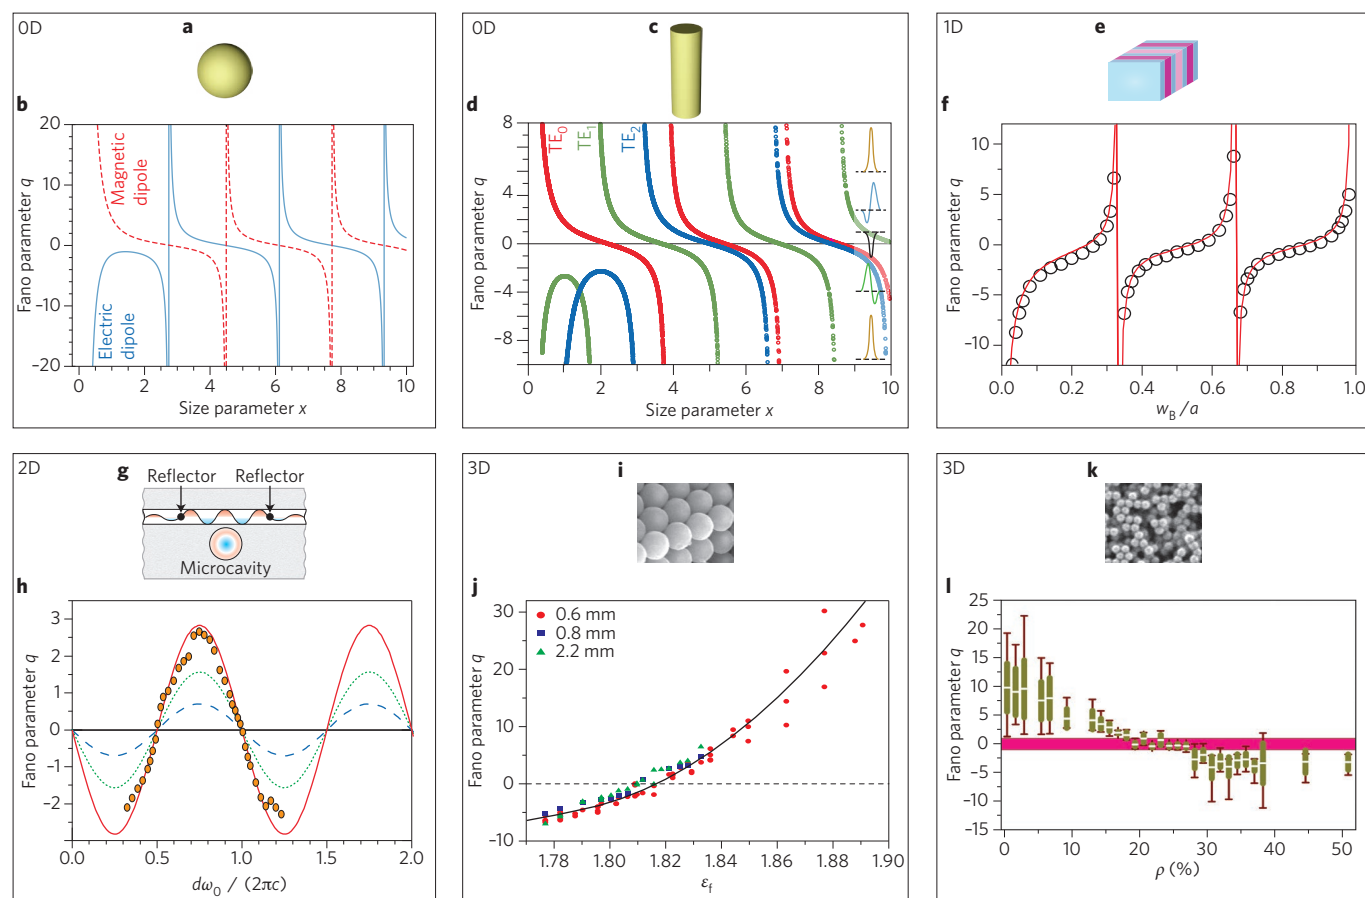 0D
a
b
20
10
0
−10
−20
Fano parameter q
Magnetic
dipole
Electric
dipole
0 2 4 6 8 10
Size parameter x
0D
c
d
8
4
0
−4
−8
Fano parameter q
TE0
TE1
TE2
0 2 4 6 8 10
Size parameter x
1D
e
f
10
5
0
−5
−10
Fano parameter q
0.0 0.2 0.4 0.6 0.8 1.0
wB/a
2D
g
Reflector Reflector
Microcavity
h
3
2
1
0
−1
−2
Fano parameter q
0.0 0.5 1.0 1.5 2.0
dω0 / (2πc)
3D
i
j
30
20
10
0
−10
Fano parameter q
0.6 mm
0.8 mm
2.2 mm
1.78 1.80 1.82 1.84 1.86 1.88 1.90
εf
3D
k
l
25
20
15
10
5
0
−5
−10
−15
Fano parameter q
0 10 20 30 40 50
ρ (%)